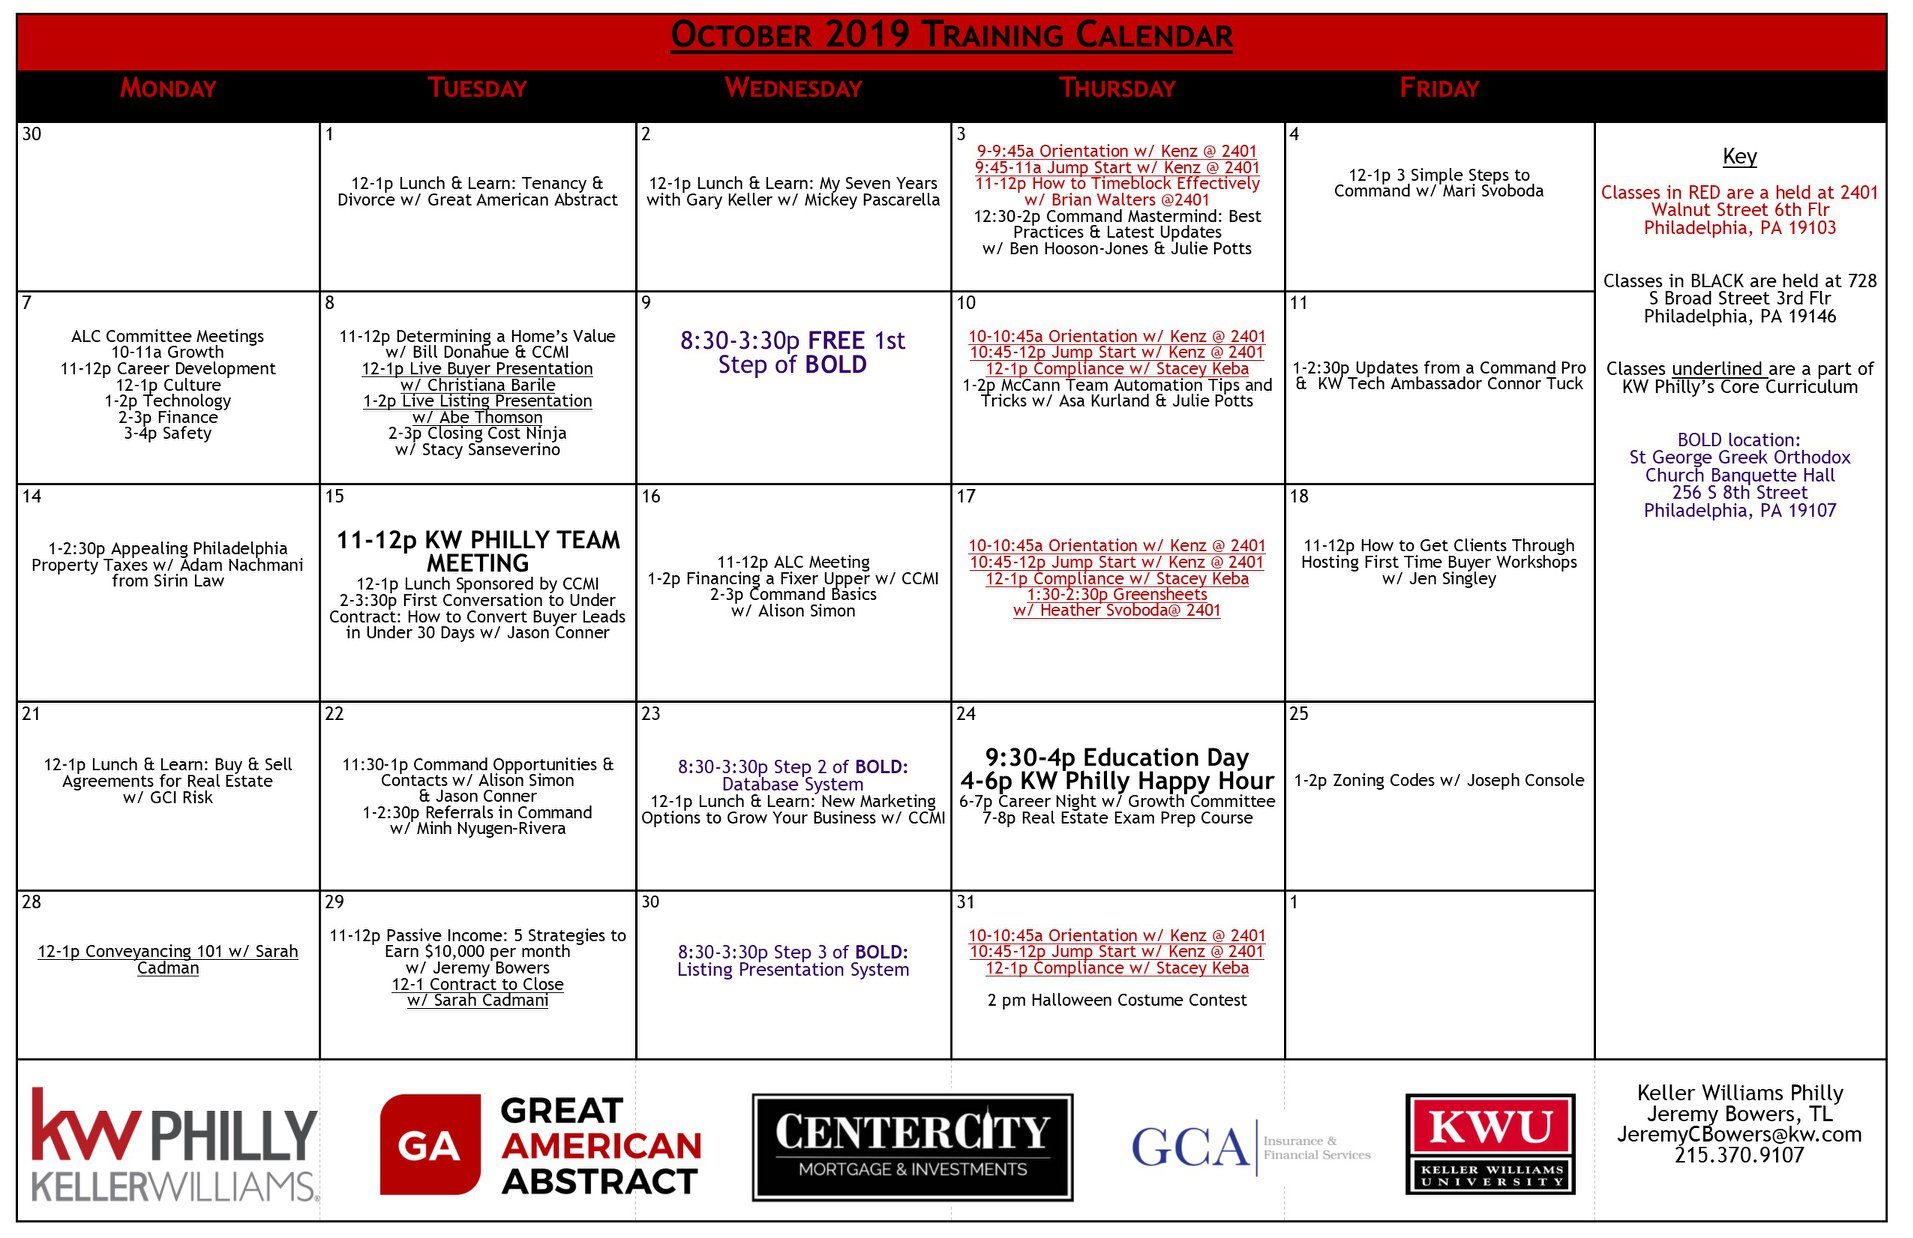 October 2019 Training Calendar
Monday
Tuesday
Wednesday
Thursday
Friday
30
1
12-1p Lunch & Learn: Tenancy &
Divorce w/ Great American Abstract
2
12-1p Lunch & Learn: My Seven Years
with Gary Keller w/ Mickey Pascarella
3
9-9:45a Orientation w/ Kenz @ 2401
9:45-11a Jump Start w/ Kenz @ 2401
11-12p How to Timeblock Effectively
w/ Brian Walters @2401
12:30-2p Command Mastermind: Best
Practices & Latest Updates
w/ Ben Hooson-Jones & Julie Potts
4
12-1p 3 Simple Steps to
Command w/ Mari Svoboda
Key
Classes in RED are a held at 2401
Walnut Street 6th Flr
Philadelphia, PA 19103
Classes in BLACK are held at 728
S Broad Street 3rd Flr
Philadelphia, PA 19146
Classes underlined are a part of
KW Philly's Core Curriculum
BOLD location:
St George Greek Orthodox
Church Banquette Hall
256 S 8th Street
Philadelphia, PA 19107
7
ALC Committee Meetings
10-11a Growth
11-12p Career Development
12-1p Culture
1-2p Technology
2-3p Finance
3-4p Safety
8
11-12p Determining a Home's Value
w/ Bill Donahue & CCMI
12-1p Live Buyer Presentation
w/ Christiana Barile
1-2p Live Listing Presentation
w/ Abe Thomson
2-3p Closing Cost Ninja
w/ Stacy Sanseverino
9
8:30-3:30p FREE 1st
Step of BOLD
10
10-10:45a Orientation w/ Kenz @ 2401
10:45-12p Jump Start w/ Kenz @ 2401
12-1p Compliance w/ Stacey Keba
1-2p McCann Team Automation Tips and
Tricks w/ Asa Kurland & Julie Potts
11
1-2:30p Updates from a Command Pro
& KW Tech Ambassador Connor Tuck
14
1-2:30p Appealing Philadelphia
Property Taxes w/ Adam Nachmani
from Sirin Law
15
11-12p KW PHILLY TEAM
MEETING
12-1p Lunch Sponsored by CCMI
2-3:30p First Conversation to Under
Contract: How to Convert Buyer Leads
in Under 30 Days w/ Jason Conner
16
11-12p ALC Meeting
1-2p Financing a Fixer Upper w/ CCMI
2-3p Command Basics
w/ Alison Simon
17
10-10:45a Orientation w/ Kenz @ 2401
10:45-12p Jump Start w/ Kenz @ 2401
12-1p Compliance w/ Stacey Keba
1:30-2:30p Greensheets
w/ Heather Svoboda@ 2401
18
11-12p How to Get Clients Through
Hosting First Time Buyer Workshops
w/ Jen Singley
21
12-1p Lunch & Learn: Buy & Sell
Agreements for Real Estate
w/ GCI Risk
22
11:30-1p Command Opportunities &
Contacts w/ Alison Simon
& Jason Conner
1-2:30p Referrals in Command
w/ Minh Nyugen-Rivera
23
8:30-3:30p Step 2 of BOLD:
Database System
12-1p Lunch & Learn: New Marketing
Options to Grow Your Business w/ CCMI
24
9:30-4p Education Day
4-6p KW Philly Happy Hour
6-7p Career Night w/ Growth Committee
7-8p Real Estate Exam Prep Course
25
1-2p Zoning Codes w/ Joseph Console
28
12-1p Conveyancing 101 w/ Sarah
Cadman
29
11-12p Passive Income: 5 Strategies to
Earn $10,000 per month
w/ Jeremy Bowers
12-1 Contract to Close
w/ Sarah Cadmani
30
8:30-3:30p Step 3 of BOLD:
Listing Presentation System
31
10-10:45a Orientation w/ Kenz @ 2401
10:45-12p Jump Start w/ Kenz @ 2401
12-1p Compliance w/ Stacey Keba
2 pm Halloween Costume Contest
1
kw PHILLY
KELLERWILLIAMS®
GA
GREAT
AMERICAN
ABSTRACT
CENTERCITY
MORTGAGE & INVESTMENTS
GCA
Insurance &
Financial Services
KWU
KELLER WILLIAMS
UNIVERSITY
Keller Williams Philly
Jeremy Bowers, TL
JeremyCBowers@kw.com
215.370.9107